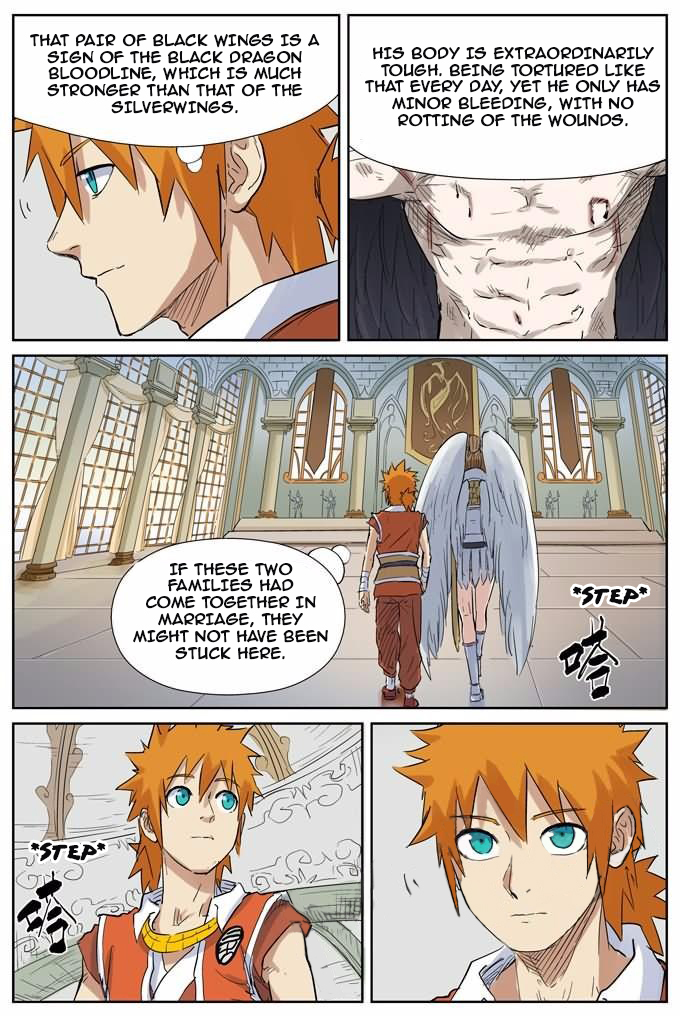 THAT PAIR OF BLACK WINGS IS A
SIGN OF THE BLACK DRAGON
BLOODLINE, WHICH IS MUCH
STRONGER THAN THAT OF THE
SILVERWINGS.
HIS BODY IS EXTRAORDINARILY
TOUGH. BEING TORTURED LIKE
THAT EVERY DAY, YET HE ONLY HAS
MINOR BLEEDING, WITH NO
ROTTING OF THE WOUNDS.
IF THESE TWO
FAMILIES HAD
COME TOGETHER IN
MARRIAGE, THEY
MIGHT NOT HAVE BEEN
STUCK HERE.
*STEP*
嗒
*STEP*
嗒